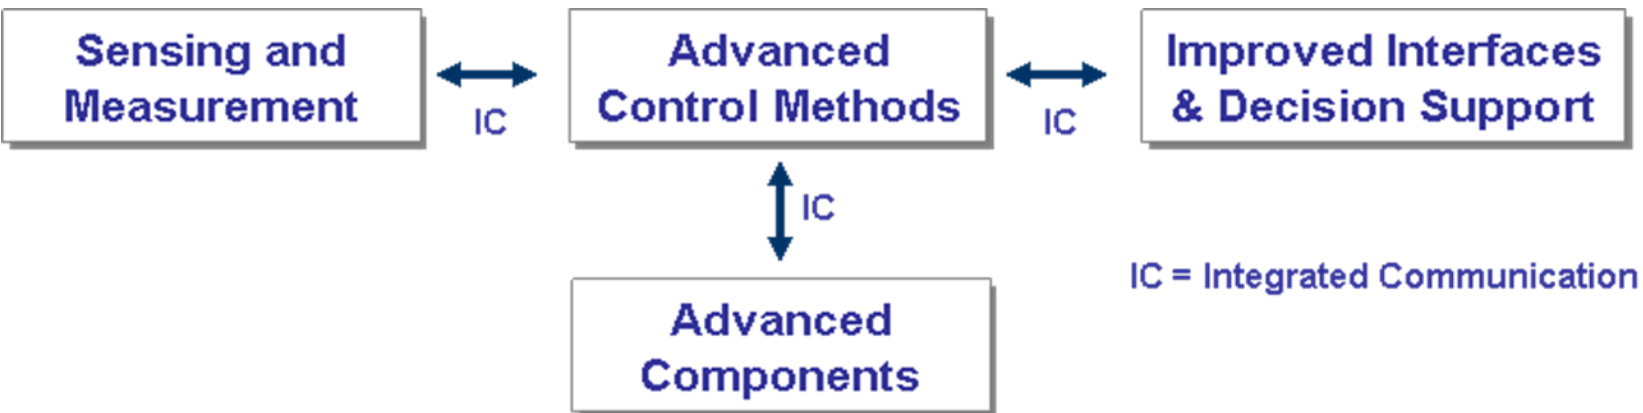 Sensing and
Measurement
IC
Advanced
Control Methods
IC
Improved Interfaces
& Decision Support
IC
IC = Integrated Communication
Advanced
Components